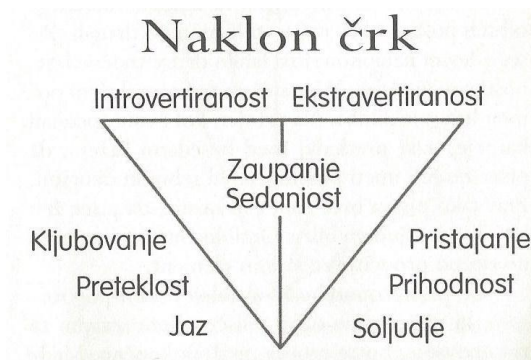 Naklon črk
Introvertiranost Ekstravertiranost
Zaupanje
Sedanjost
Kljubovanje Pristajanje
Preteklost Prihodnost
Jaz Soljudje